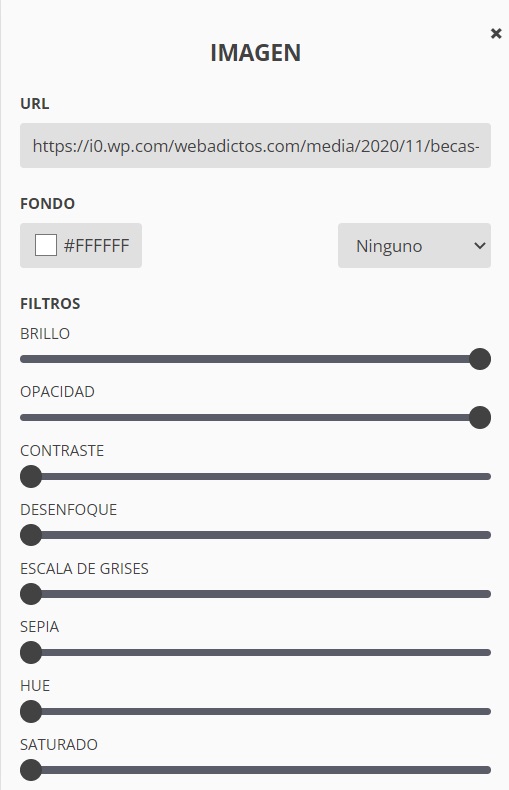 IMAGEN
URL
https://i0.wp.com/webadictos.com/media/2020/11/becas-
FONDO
#FFFFFF Ninguno
FILTROS
BRILLO
OPACIDAD
CONTRASTE
DESENFOQUE
ESCALA DE GRISES
SEPIA
HUE
SATURADO